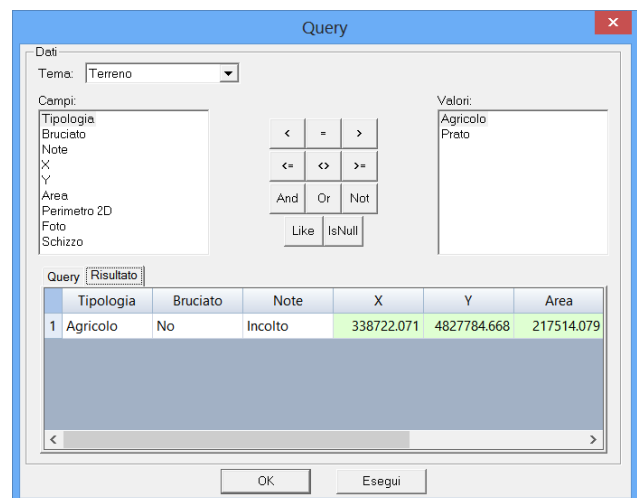 Query
Dati
Tema: Terreno
Campi:
Tipologia
Bruciato
Note
X
Y
Area
Perimetro 2D
Foto
Schizzo
< = >
<= <> >=
And Or Not
Like IsNull
Valori:
Agricolo
Prato
Query Risultato
Tipologia Bruciato Note X Y Area
1 Agricolo No Incolto 338722.071 4827784.668 217514.079
OK Esegui